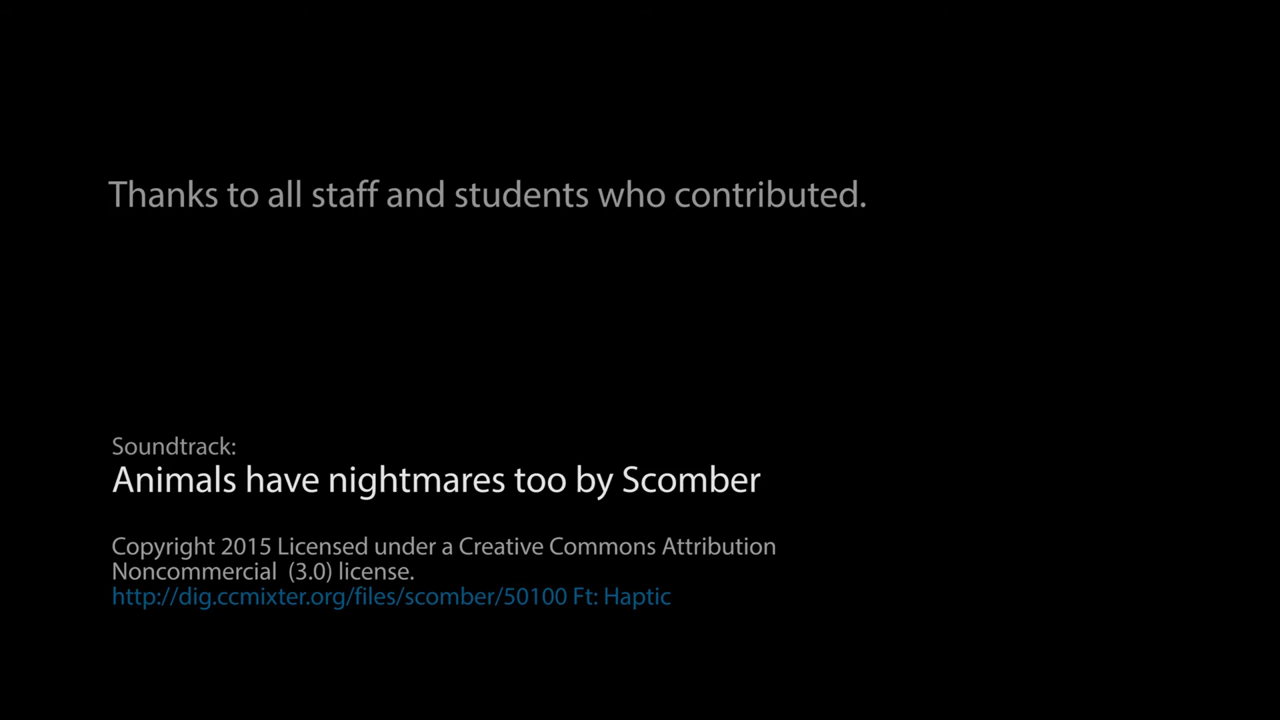 Thanks to all staff and students who contributed.
Soundtrack:
Animals have nightmares too by Scomber
Copyright 2015 Licensed under a Creative Commons Attribution
Noncommercial  (3.0) license.
http://dig.ccmixter.org/files/scomber/50100 Ft: Haptic